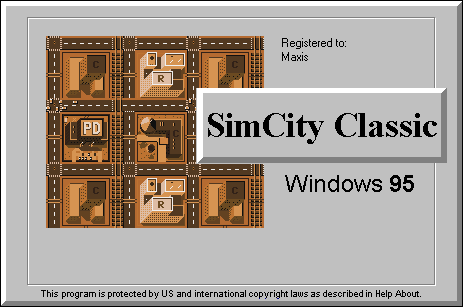 Registered to:
Maxis
C
R
C
PD
SimCity Classic
Windows 95
C
R
C
This program is protected by US and international copyright laws as described in Help About.